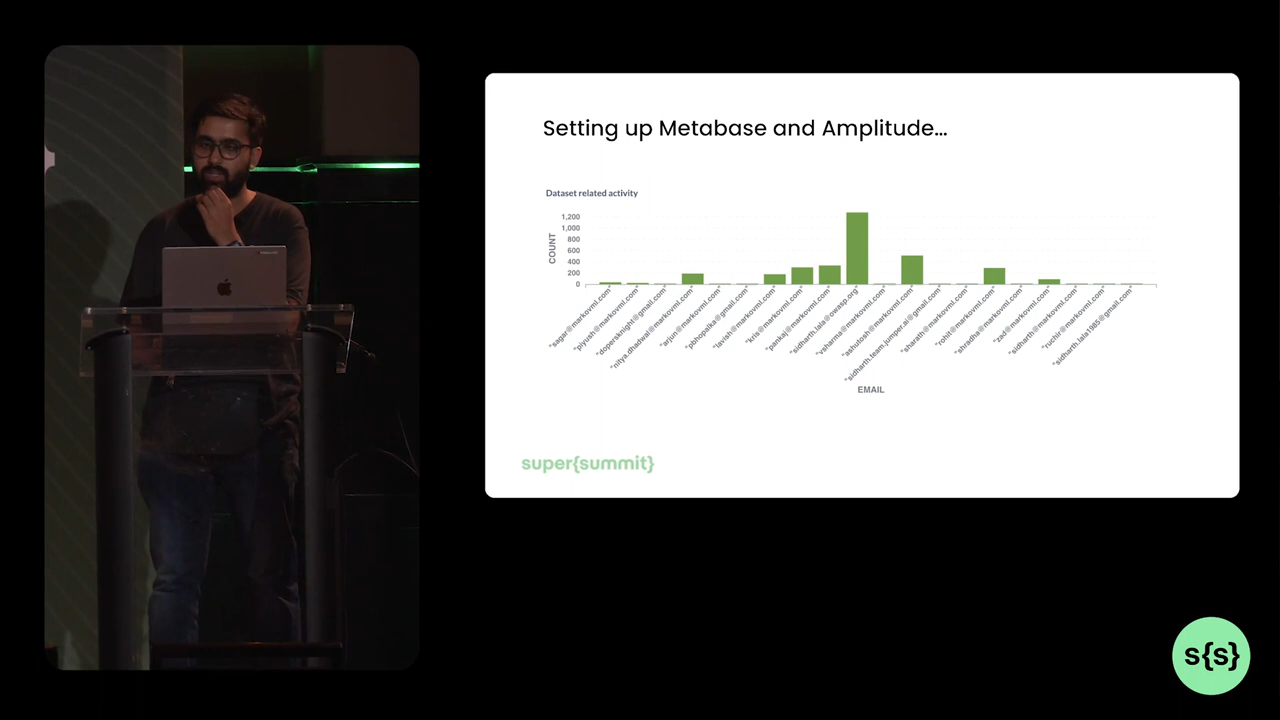 Setting up Metabase and Amplitude...
Dataset related activity
COUNT
1,200
1,000
800
600
400
200
0
"sagar@markovml.com"
"piyush@markovml.com"
"dopersknight@gmail.com"
"nitya.dhadwal@markovml.com"
"arjun@markovml.com"
"pbhopalka@gmail.com"
"lavish@markovml.com"
"kris@markovml.com"
"pankaj@markovml.com"
"sidharth.lala@owasp.org"
"vsharma@markovml.com"
"ashutosh@markovml.com"
"sidharth.team.jumper.ai@gmail.com"
"sharath@markovml.com"
"rohit@markovml.com"
"shradha@markovml.com"
"zaid@markovml.com"
"sidharth@markovml.com"
"ruchir@markovml.com"
"sidharth.lala1985@gmail.com"
EMAIL
super{summit}
s{s}